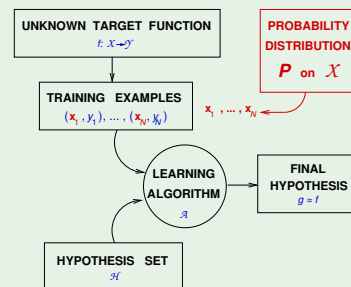 UNKNOWN TARGET FUNCTION
f: X→Y
PROBABILITY
DISTRIBUTION
P on X
TRAINING EXAMPLES
(x1, y1), ... , (xN, yN)
x1 , ... , xN
LEARNING
ALGORITHM
A
FINAL
HYPOTHESIS
g ≈ f
HYPOTHESIS SET
H